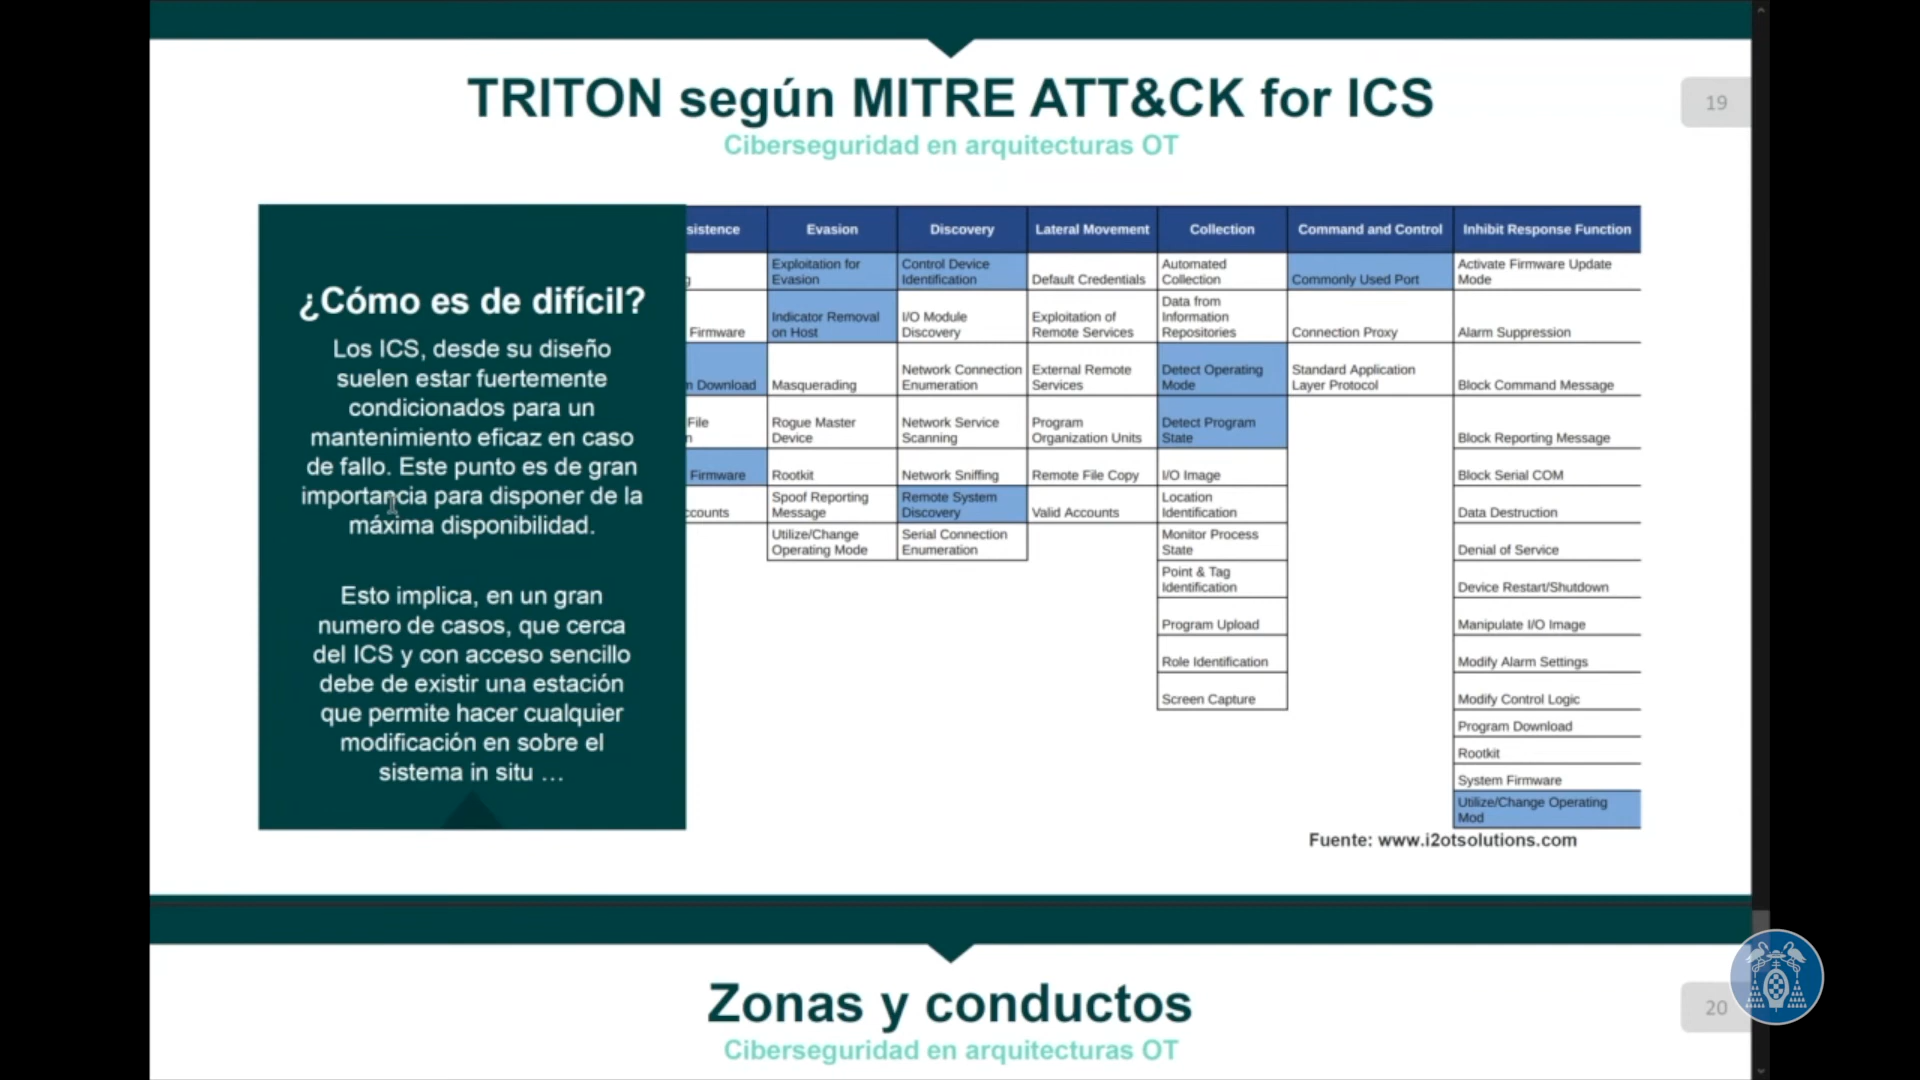 TRITON según MITRE ATT&CK for ICS
19
Ciberseguridad en arquitecturas OT
¿Cómo es de difícil?
Los ICS, desde su diseño
suelen estar fuertemente
condicionados para un
mantenimiento eficaz en caso
de fallo. Este punto es de gran
importancia para disponer de la
máxima disponibilidad.
Esto implica, en un gran
numero de casos, que cerca
del ICS y con acceso sencillo
debe de existir una estación
que permite hacer cualquier
modificación en sobre el
sistema in situ …
sistence
g
Firmware
n Download
File
n
Firmware
ccounts
Evasion
Exploitation for
Evasion
Indicator Removal
on Host
Masquerading
Rogue Master
Device
Rootkit
Spoof Reporting
Message
Utilize/Change
Operating Mode
Discovery
Control Device
Identification
I/O Module
Discovery
Network Connection
Enumeration
Network Service
Scanning
Network Sniffing
Remote System
Discovery
Serial Connection
Enumeration
Lateral Movement
Default Credentials
Exploitation of
Remote Services
External Remote
Services
Program
Organization Units
Remote File Copy
Valid Accounts
Collection
Automated
Collection
Data from
Information
Repositories
Detect Operating
Mode
Detect Program
State
I/O Image
Location
Identification
Monitor Process
State
Point & Tag
Identification
Program Upload
Role Identification
Screen Capture
Command and Control
Commonly Used Port
Connection Proxy
Standard Application
Layer Protocol
Inhibit Response Function
Activate Firmware Update
Mode
Alarm Suppression
Block Command Message
Block Reporting Message
Block Serial COM
Data Destruction
Denial of Service
Device Restart/Shutdown
Manipulate I/O Image
Modify Alarm Settings
Modify Control Logic
Program Download
Rootkit
System Firmware
Utilize/Change Operating
Mod
Fuente: www.i2otsolutions.com
Zonas y conductos
20
Ciberseguridad en arquitecturas OT